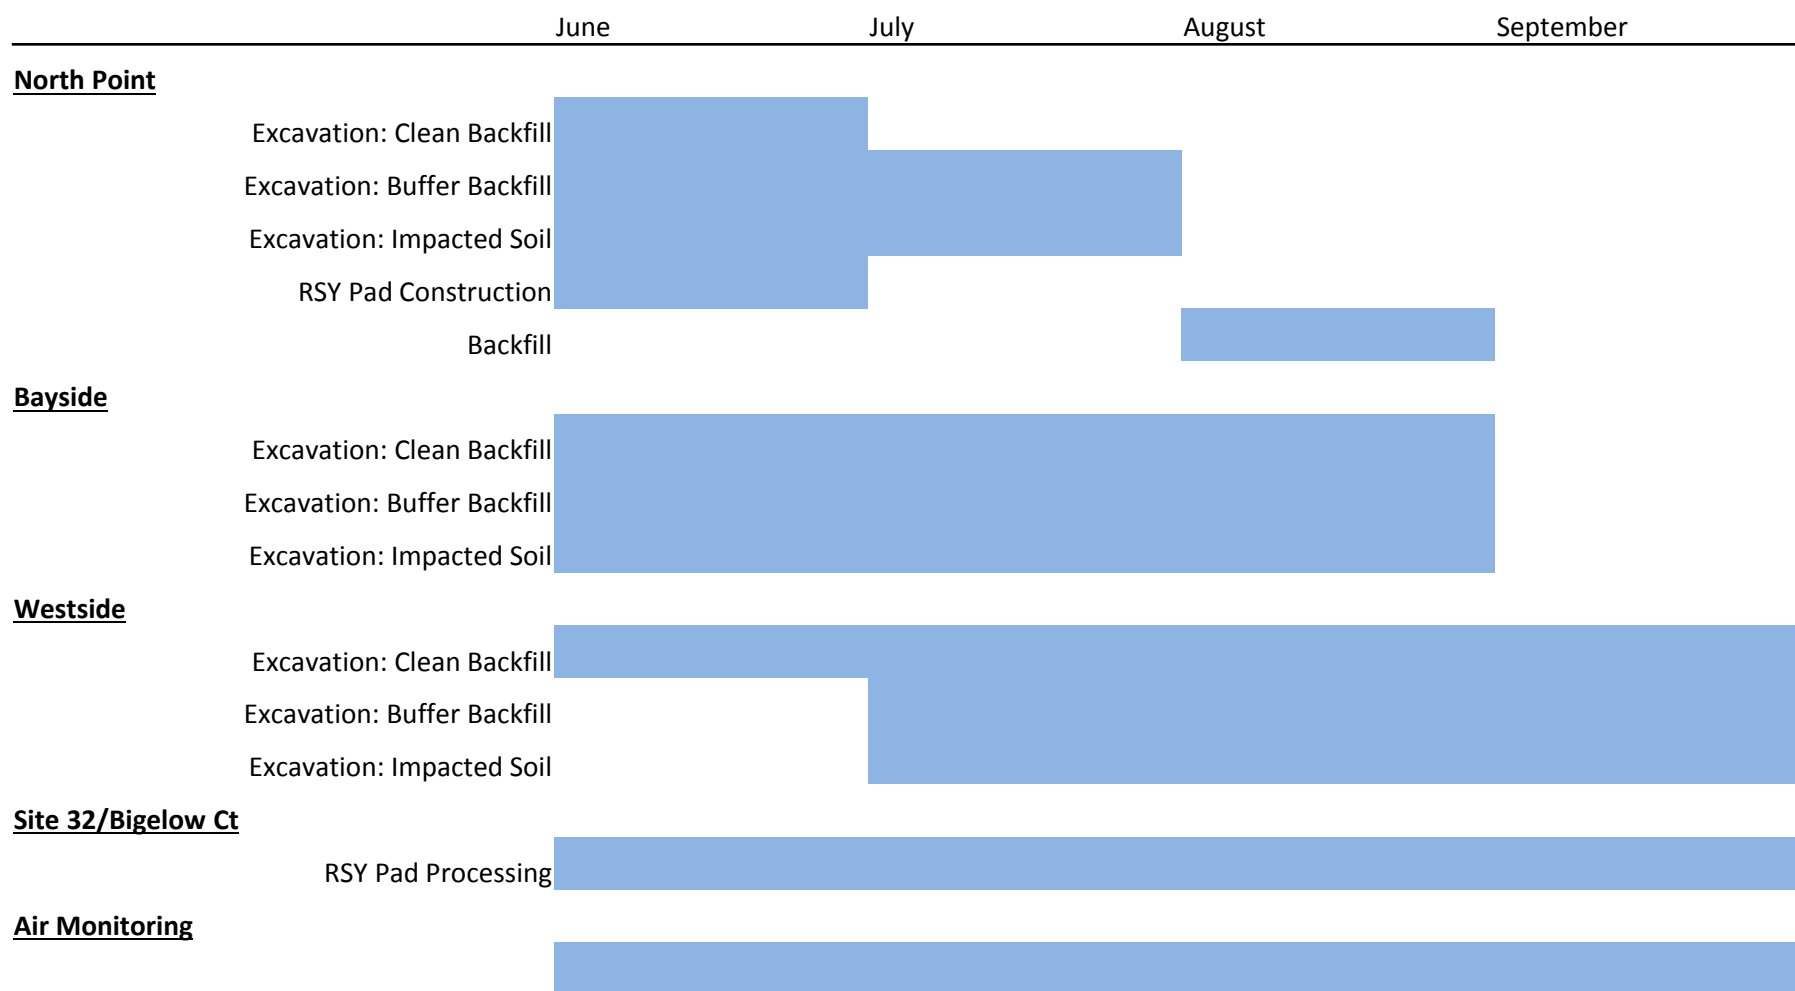 June July August September
North Point
Excavation: Clean Backfill
Excavation: Buffer Backfill
Excavation: Impacted Soil
RSY Pad Construction
Backfill
Bayside
Excavation: Clean Backfill
Excavation: Buffer Backfill
Excavation: Impacted Soil
Westside
Excavation: Clean Backfill
Excavation: Buffer Backfill
Excavation: Impacted Soil
Site 32/Bigelow Ct
RSY Pad Processing
Air Monitoring